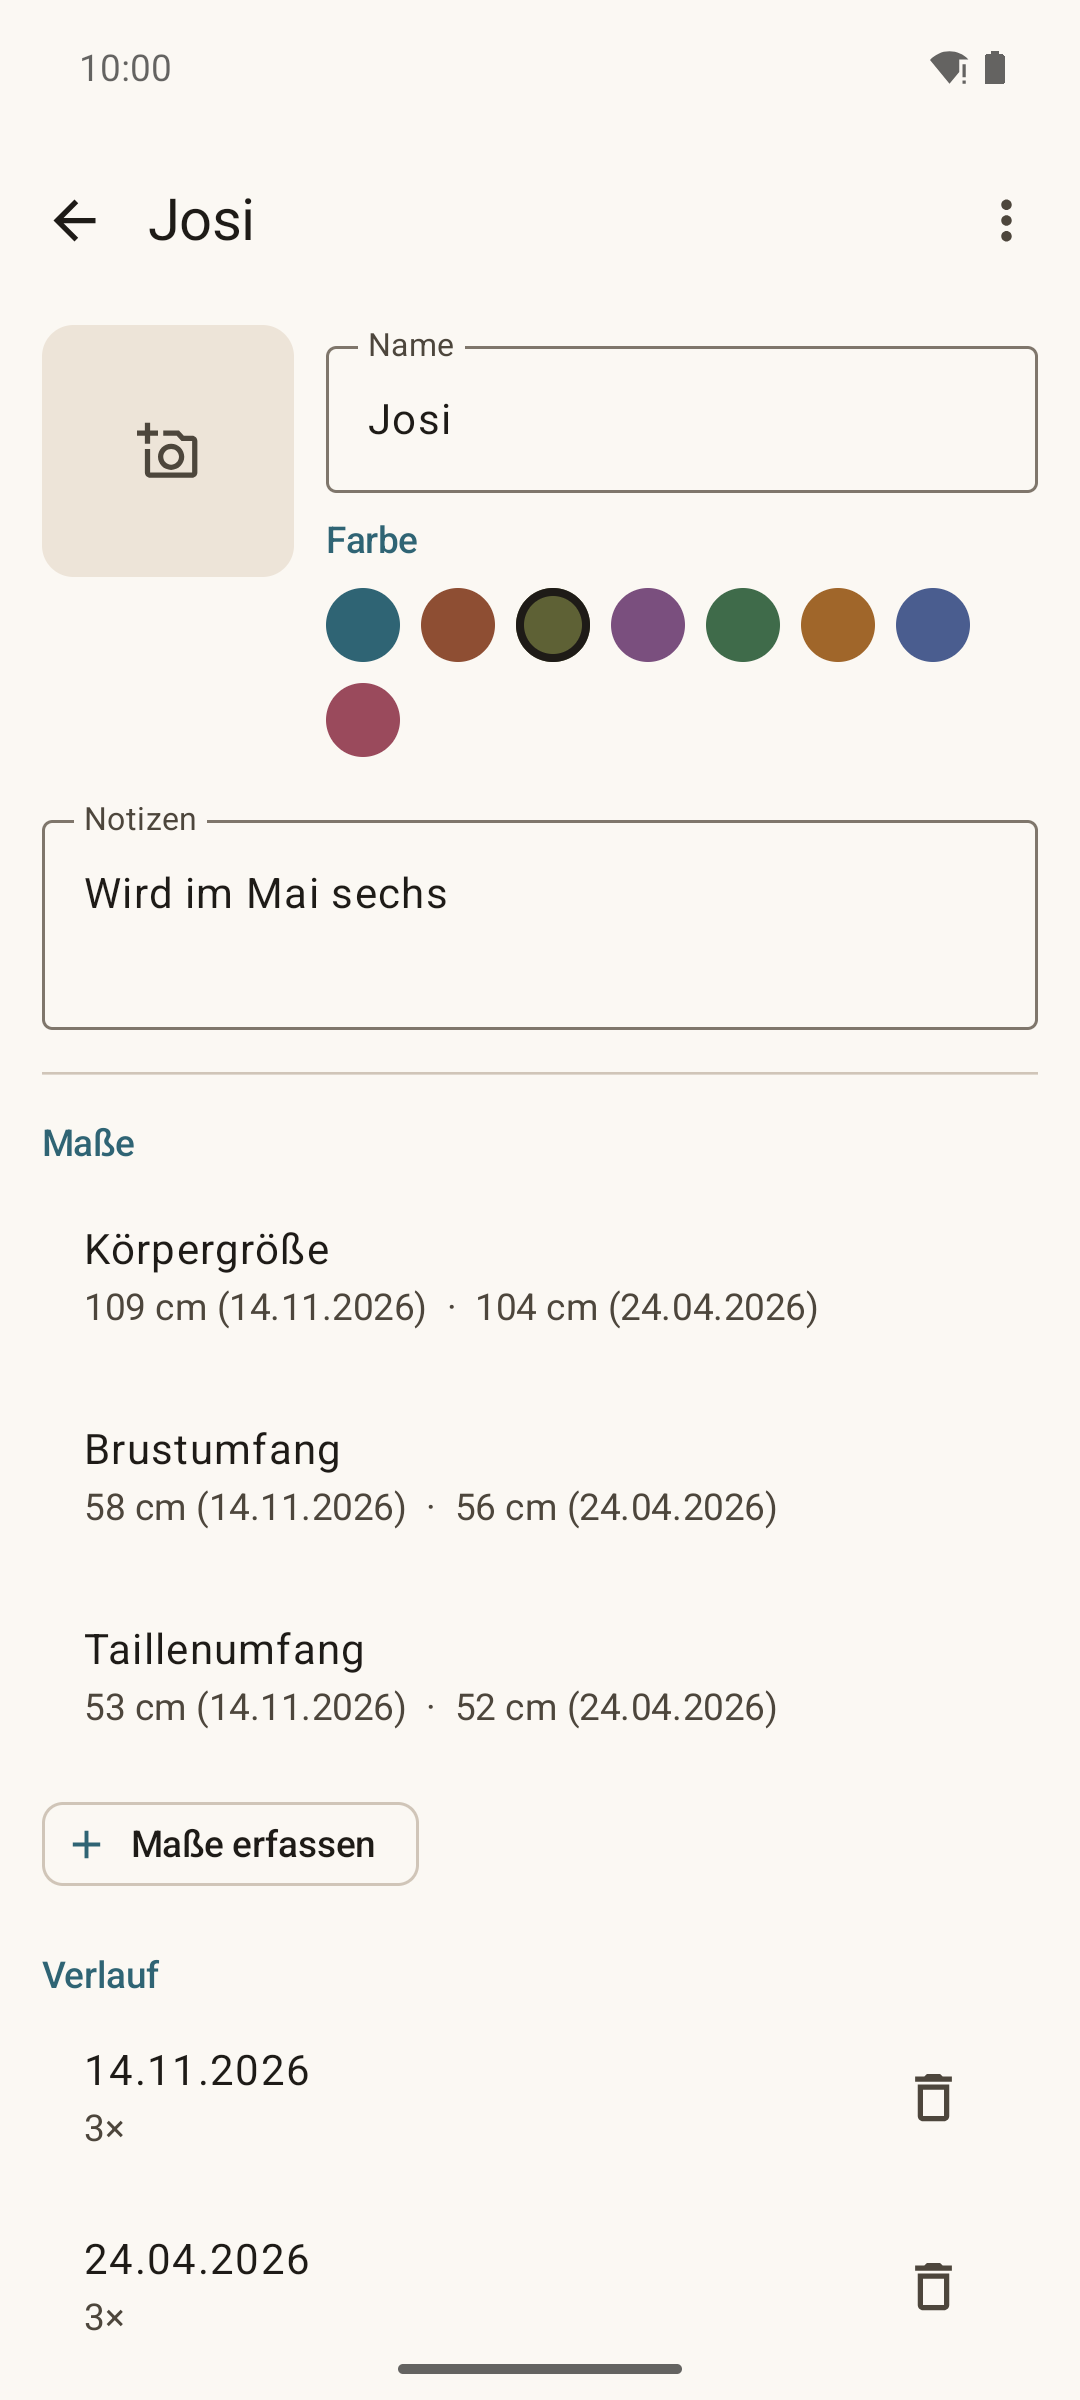 10:00
Josi
Name
Josi
Farbe
Notizen
Wird im Mai sechs
Maße
Körpergröße
109 cm (14.11.2026) · 104 cm (24.04.2026)
Brustumfang
58 cm (14.11.2026) · 56 cm (24.04.2026)
Taillenumfang
53 cm (14.11.2026) · 52 cm (24.04.2026)
Maße erfassen
Verlauf
14.11.2026
3×
24.04.2026
3×